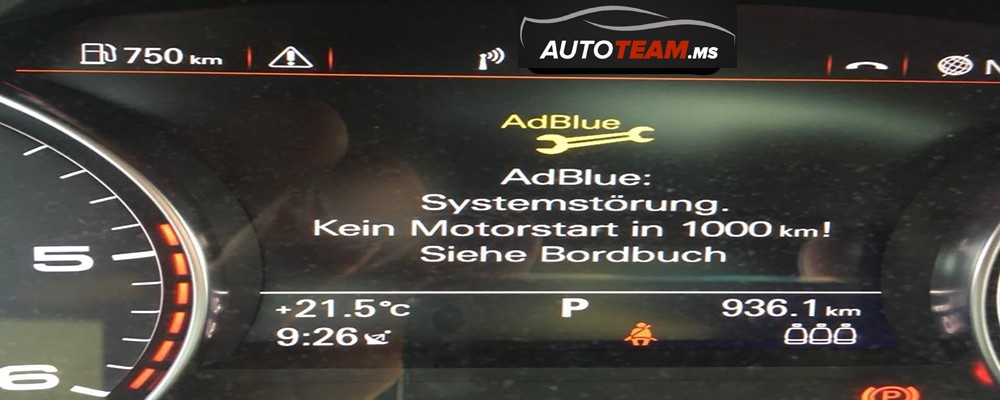 750 km
AUTOTEAM.MS
N
AdBlue
AdBlue:
Systemstörung.
Kein Motorstart in 1000 km!
Siehe Bordbuch
5
+21.5°C
P
936.1 km
9:26
6
P